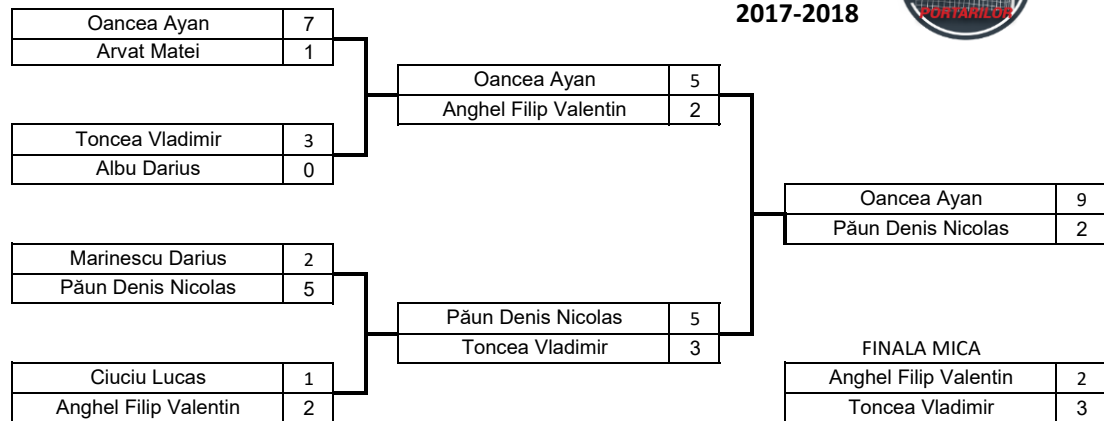 2017-2018
PORTARILOR
Oancea Ayan 7
Arvat Matei 1
Toncea Vladimir 3
Albu Darius 0
Marinescu Darius 2
Păun Denis Nicolas 5
Ciuciu Lucas 1
Anghel Filip Valentin 2
Oancea Ayan 5
Anghel Filip Valentin 2
Păun Denis Nicolas 5
Toncea Vladimir 3
Oancea Ayan 9
Păun Denis Nicolas 2
FINALA MICA
Anghel Filip Valentin 2
Toncea Vladimir 3